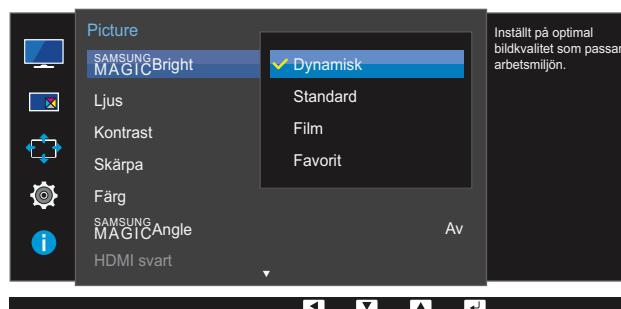 Picture
SAMSUNG MAGICBright
Ljus
Kontrast
Skärpa
Färg
SAMSUNG MAGICAngle Av
HDMI svart
Dynamisk
Standard
Film
Favorit
Inställt på optimal
bildkvalitet som passar
arbetsmiljön.